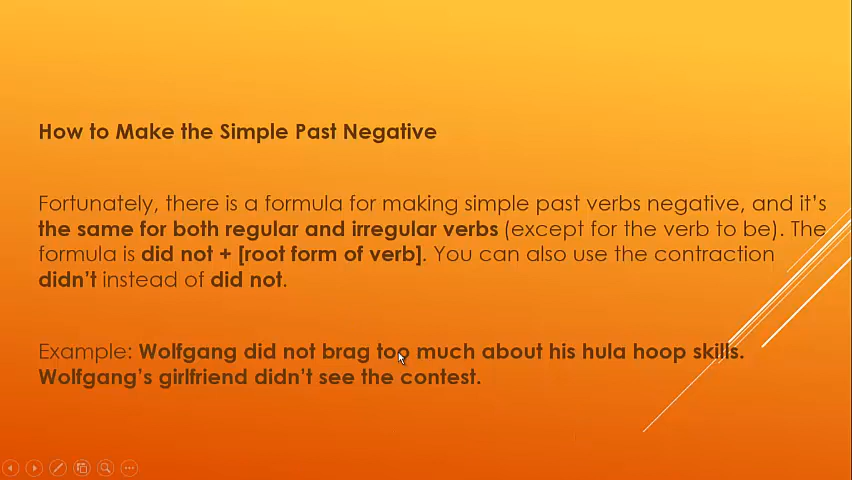 How to Make the Simple Past Negative
Fortunately, there is a formula for making simple past verbs negative, and it’s
the same for both regular and irregular verbs (except for the verb to be). The
formula is did not + [root form of verb]. You can also use the contraction
didn’t instead of did not.
Example: Wolfgang did not brag too much about his hula hoop skills.
Wolfgang’s girlfriend didn’t see the contest.